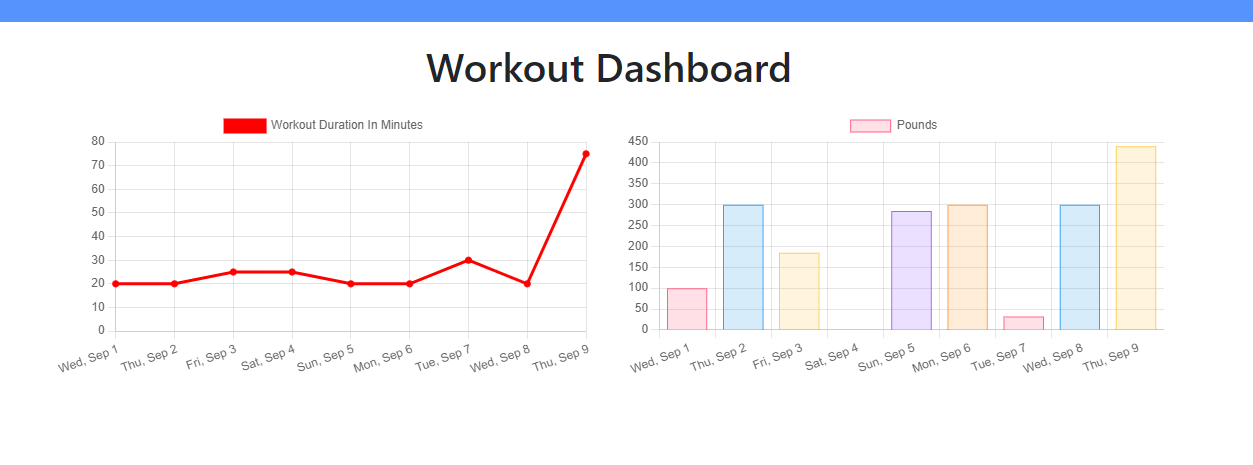 Workout Dashboard
Workout Duration In Minutes
80
70
60
50
40
30
20
10
0
Wed, Sep 1
Thu, Sep 2
Fri, Sep 3
Sat, Sep 4
Sun, Sep 5
Mon, Sep 6
Tue, Sep 7
Wed, Sep 8
Thu, Sep 9
Pounds
450
400
350
300
250
200
150
100
50
0
Wed, Sep 1
Thu, Sep 2
Fri, Sep 3
Sat, Sep 4
Sun, Sep 5
Mon, Sep 6
Tue, Sep 7
Wed, Sep 8
Thu, Sep 9